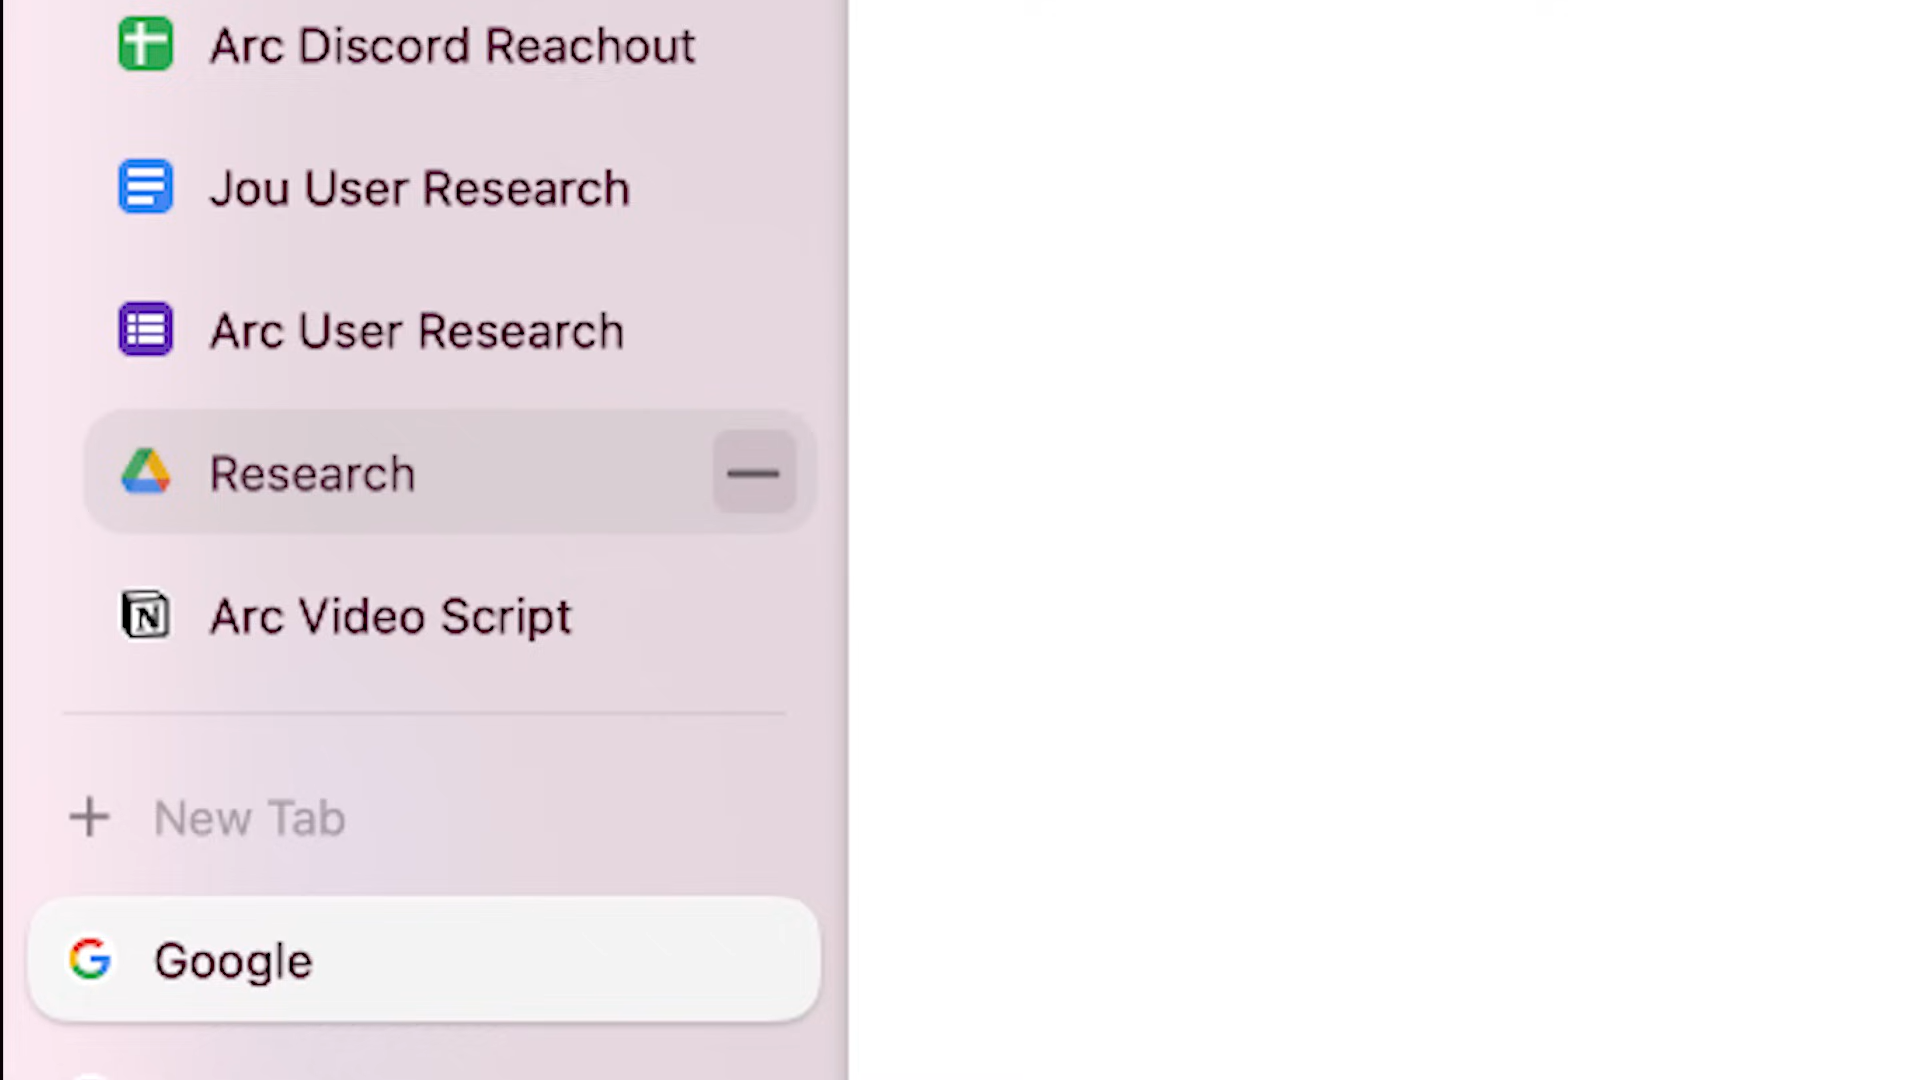 Arc Discord Reachout
Jou User Research
Arc User Research
Research
Arc Video Script
New Tab
Google